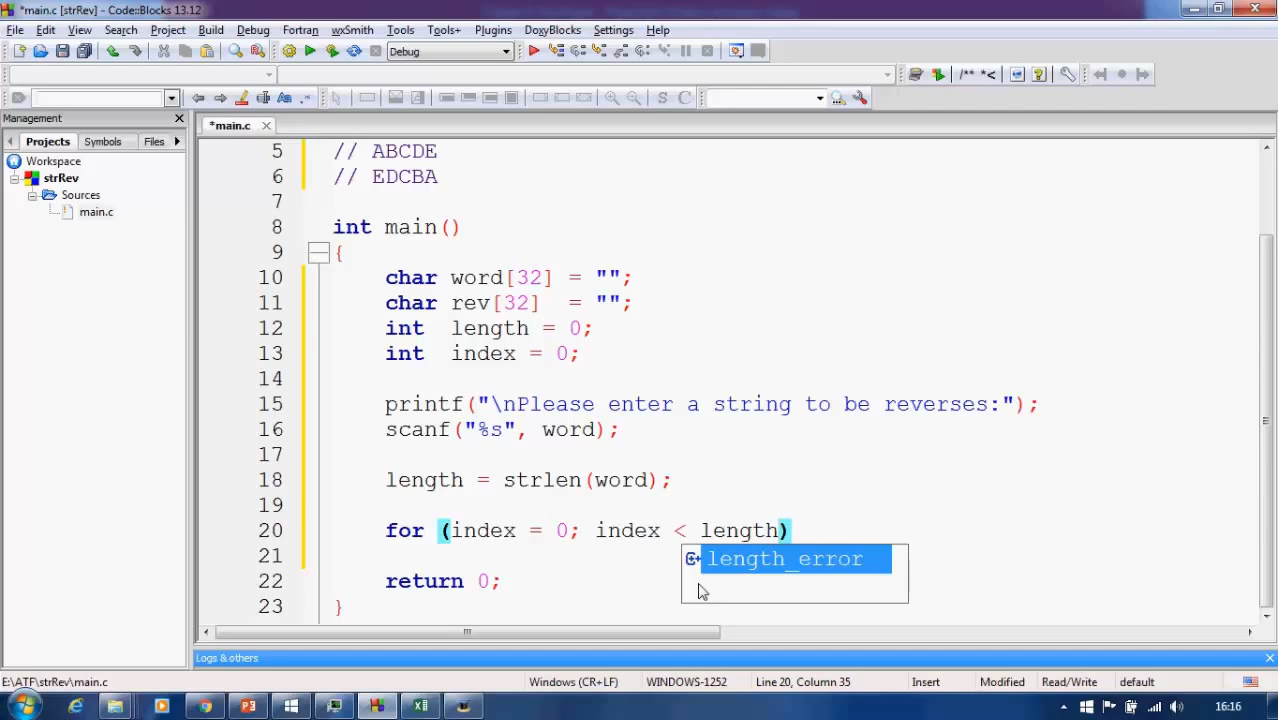 *main.c [strRev] - Code::Blocks 13.12
File Edit View Search Project Build Debug Fortran wxSmith Tools Tools+ Plugins DoxyBlocks Settings Help
Debug
/** *<
S C
Management
*main.c
Projects Symbols Files
Workspace
strRev
Sources
main.c
5 // ABCDE
6 // EDCBA
7
8 int main()
9 {
10 char word[32] = "";
11 char rev[32] = "";
12 int length = 0;
13 int index = 0;
14
15 printf("\nPlease enter a string to be reverses:");
16 scanf("%s", word);
17
18 length = strlen(word);
19
20 for (index = 0; index < length)
length_error
21
22 return 0;
23 }
Logs & others
E:\ATF\strRev\main.c Windows (CR+LF) WINDOWS-1252 Line 20, Column 35 Insert Modified Read/Write default
16:16